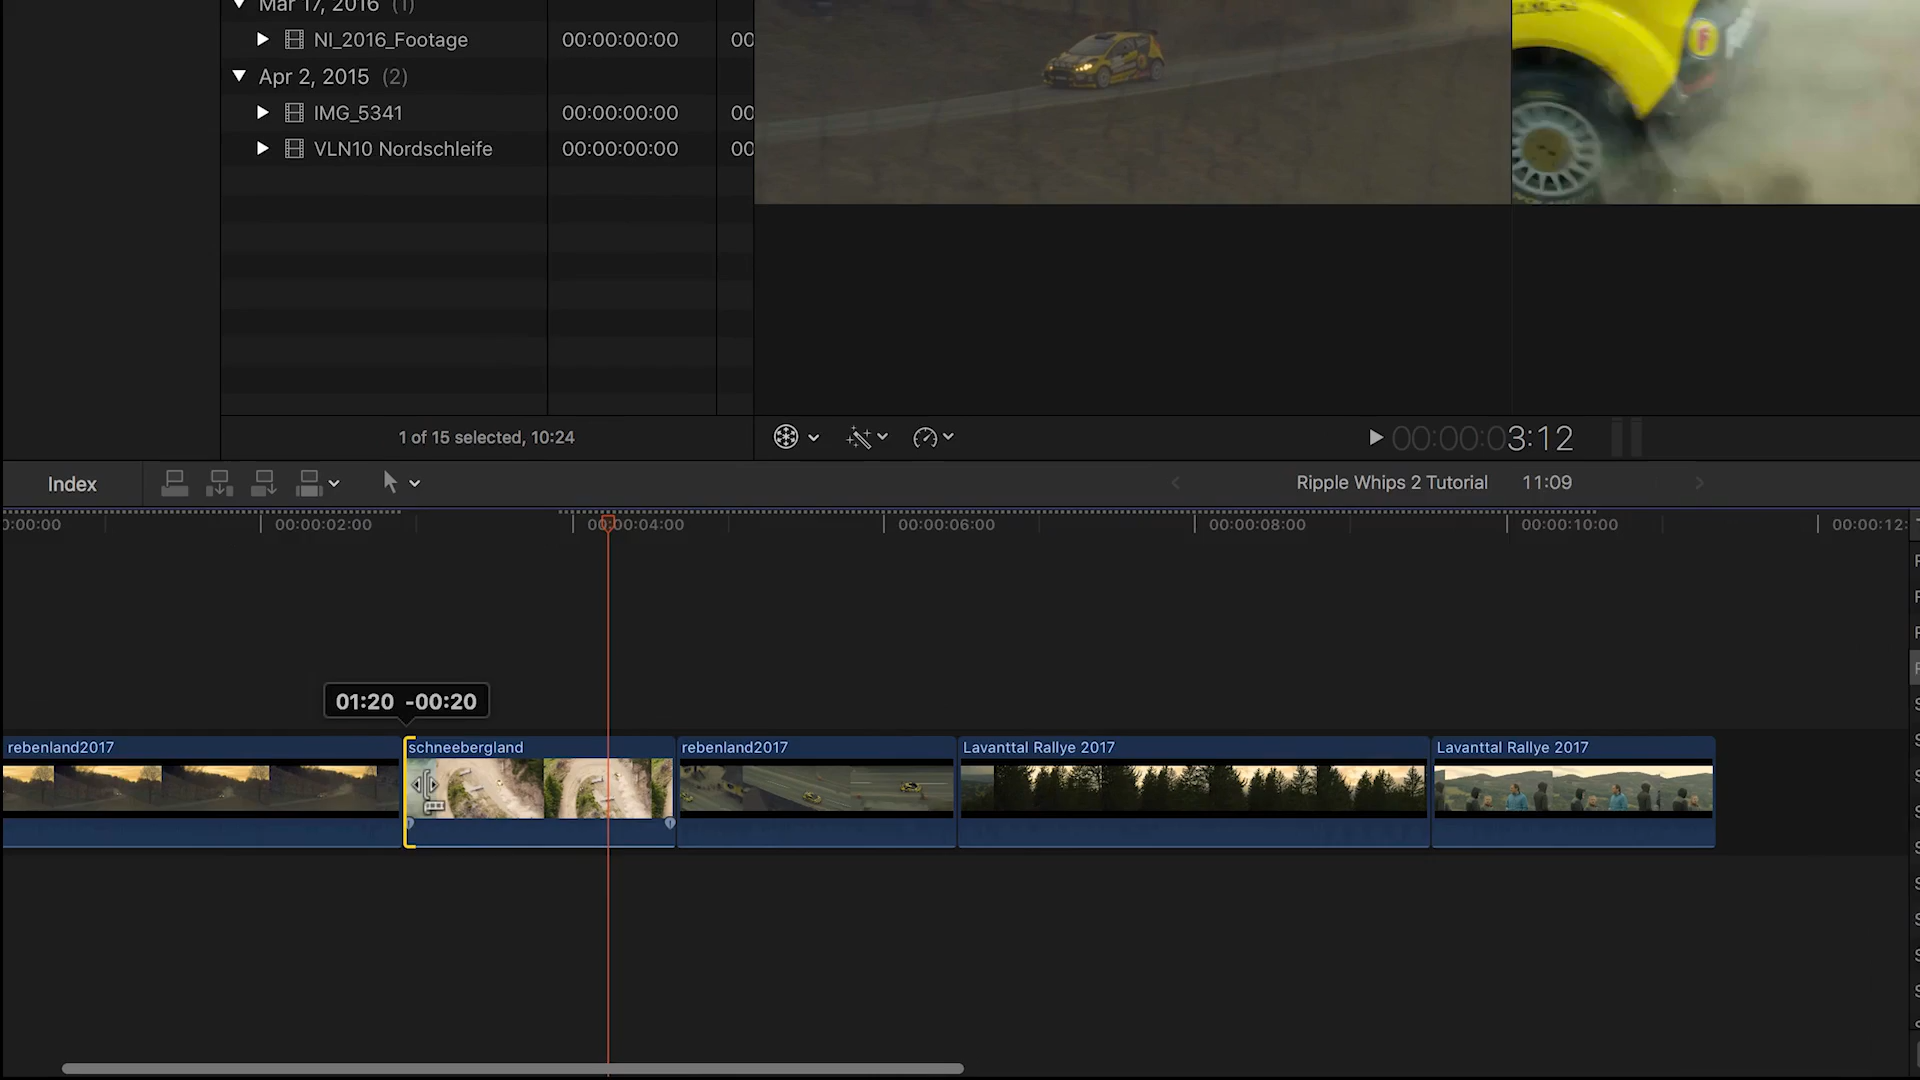 Mar 17, 2016 (1)
NI_2016_Footage 00:00:00:00 00
Apr 2, 2015 (2)
IMG_5341 00:00:00:00 00
VLN10 Nordschleife 00:00:00:00 00
F
1 of 15 selected, 10:24
00:00:03:12
Index
Ripple Whips 2 Tutorial 11:09
0:00:00 00:00:02:00 00:00:04:00 00:00:06:00 00:00:08:00 00:00:10:00 00:00:12:
01:20 -00:20
rebenland2017 schneebergland rebenland2017 Lavanttal Rallye 2017 Lavanttal Rallye 2017